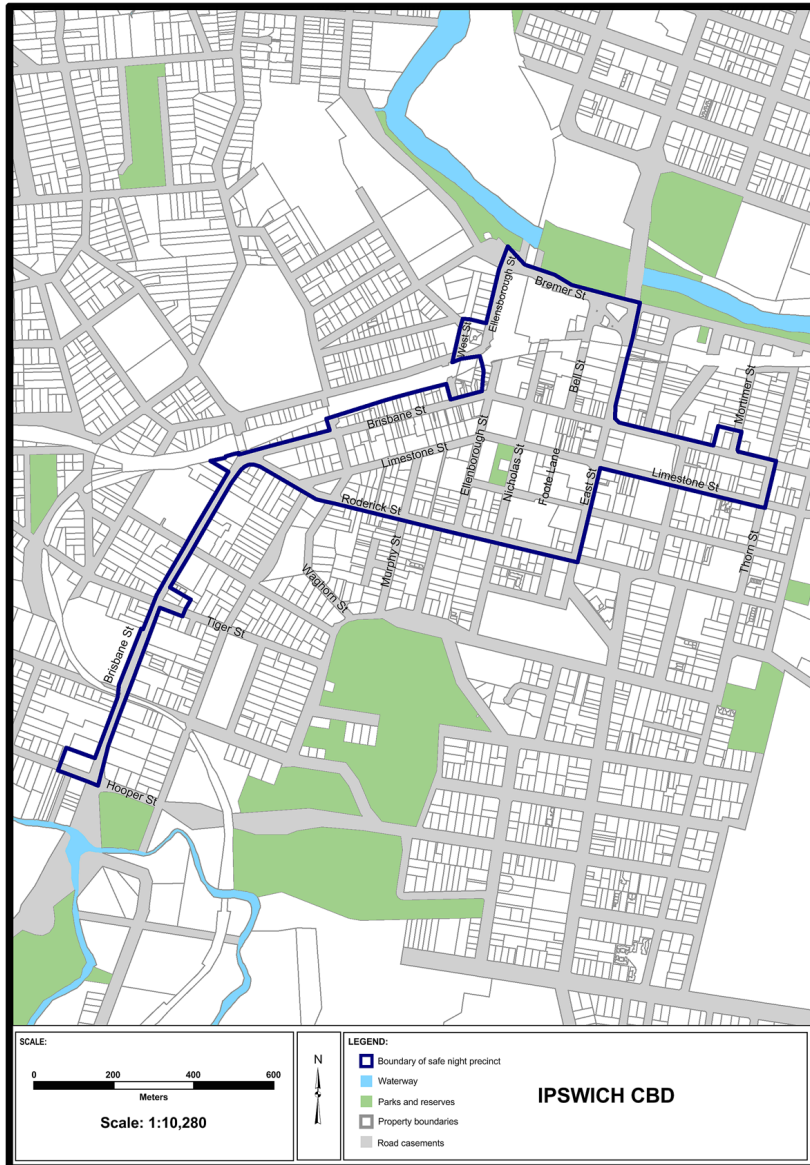 Ellensborough St
Bremer St
West St
Bell St
Mortimer St
Brisbane St
Limestone St
Ellenborough St
Nicholas St
Foote Lane
East St
Limestone St
Roderick St
Murphy St
Thorn St
Waghorn St
Tiger St
Brisbane St
Hooper St
SCALE:
0 200 400 600
Meters
Scale: 1:10,280
N
LEGEND:
Boundary of safe night precinct
Waterway
Parks and reserves
Property boundaries
Road casements
IPSWICH CBD